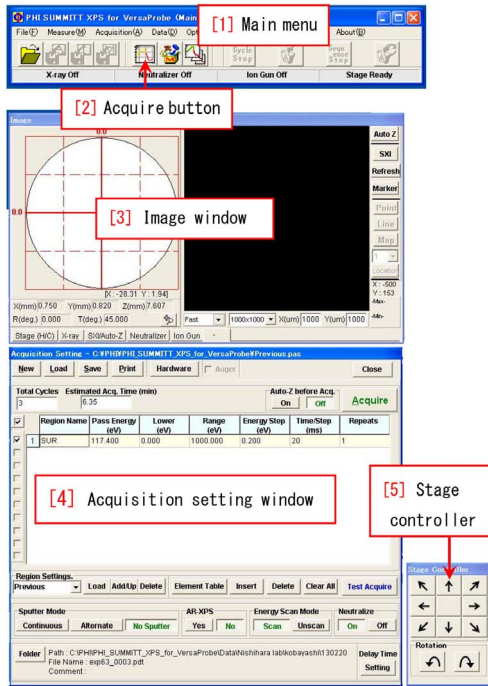 PHI SUMMITT XPS for VersaProbe (Main
[1] Main menu
File(F) Measure(M) Acquisition(A) Data(D) Opt About(B)
Cycle Stop
Sequence Stop
X-ray Off Neutralizer Off Ion Gun Off Stage Ready
[2] Acquire button
Image
0.0
Auto Z
SXI
Refresh
Marker
0.0
[3] Image window
Point
Line
Map
1
Location
[X : -28.31 Y : 1.94]
X : -500
Y : 153
X(mm) 0.750 Y(mm) 0.820 Z(mm) 7.607
-Max-
R(deg.) 0.000 T(deg.) 45.000 Fast 1000x1000 X(um) 1000 Y(um) 1000
-Min-
Stage (H/C) X-ray SXI/Auto-Z Neutralizer Ion Gun -
Acquisition Setting - C:¥PHI¥PHI_SUMMITT_XPS_for_VersaProbe¥Previous.pas
New Load Save Print Hardware Auger Close
Total Cycles Estimated Acq. Time (min) Auto-Z before Acq.
3 6.35 On Off Acquire
Region Name Pass Energy (eV) Lower (eV) Range (eV) Energy Step (eV) Time/Step (ms) Repeats
1 SUR 117.400 0.000 1000.000 0.200 20 1
[4] Acquisition setting window
[5] Stage controller
Region Settings.
Previous Load Add/Up Delete Element Table Insert Delete Clear All Test Acquire
Stage Controller
Sputter Mode AR-XPS Energy Scan Mode Neutralize
Continuous Alternate No Sputter Yes No Scan Unscan On Off
Rotation
Folder Path : C:\PHI\PHI_SUMMITT_XPS_for_VersaProbe\Data\Nishihara lab\kobayashi\130220
File Name : exp63_0003.pdt
Comment :
Delay Time
Setting